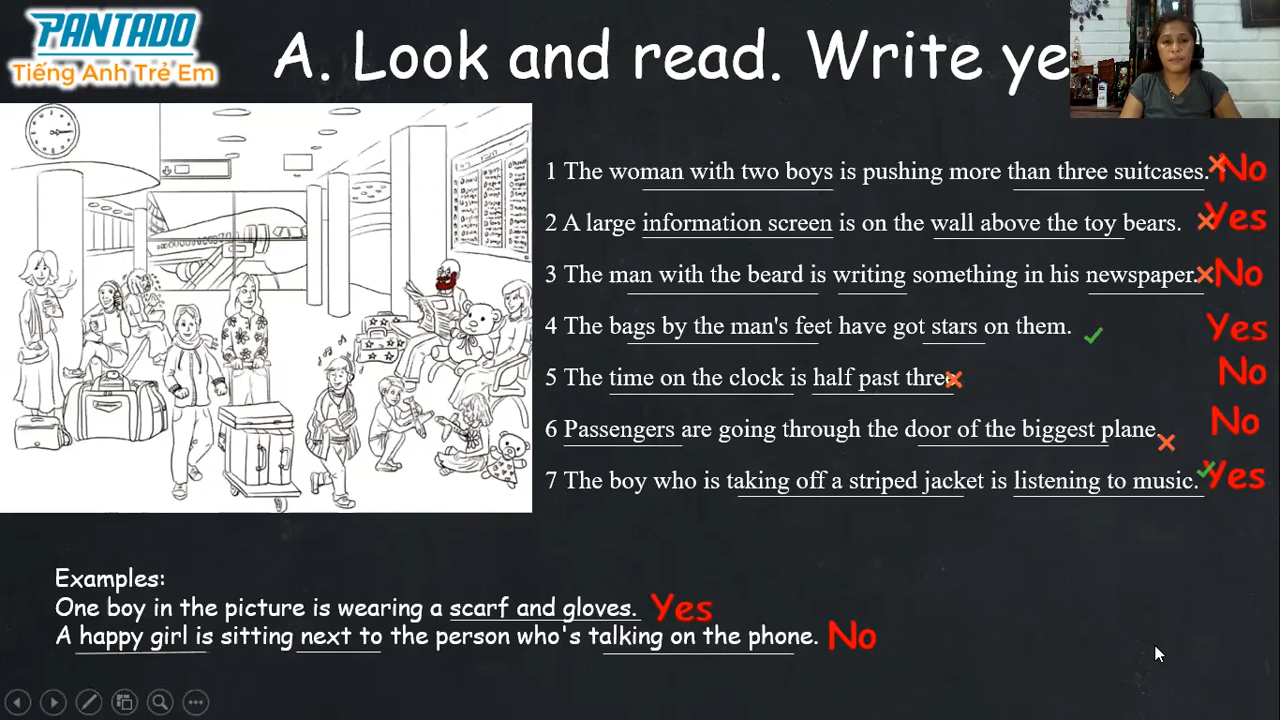 PANTADO
Tiếng Anh Trẻ Em
A. Look and read. Write ye
1 The woman with two boys is pushing more than three suitcases. No
2 A large information screen is on the wall above the toy bears. Yes
3 The man with the beard is writing something in his newspaper. No
4 The bags by the man's feet have got stars on them. Yes
5 The time on the clock is half past three No
6 Passengers are going through the door of the biggest plane. No
7 The boy who is taking off a striped jacket is listening to music. Yes
Examples:
One boy in the picture is wearing a scarf and gloves. Yes
A happy girl is sitting next to the person who's talking on the phone. No